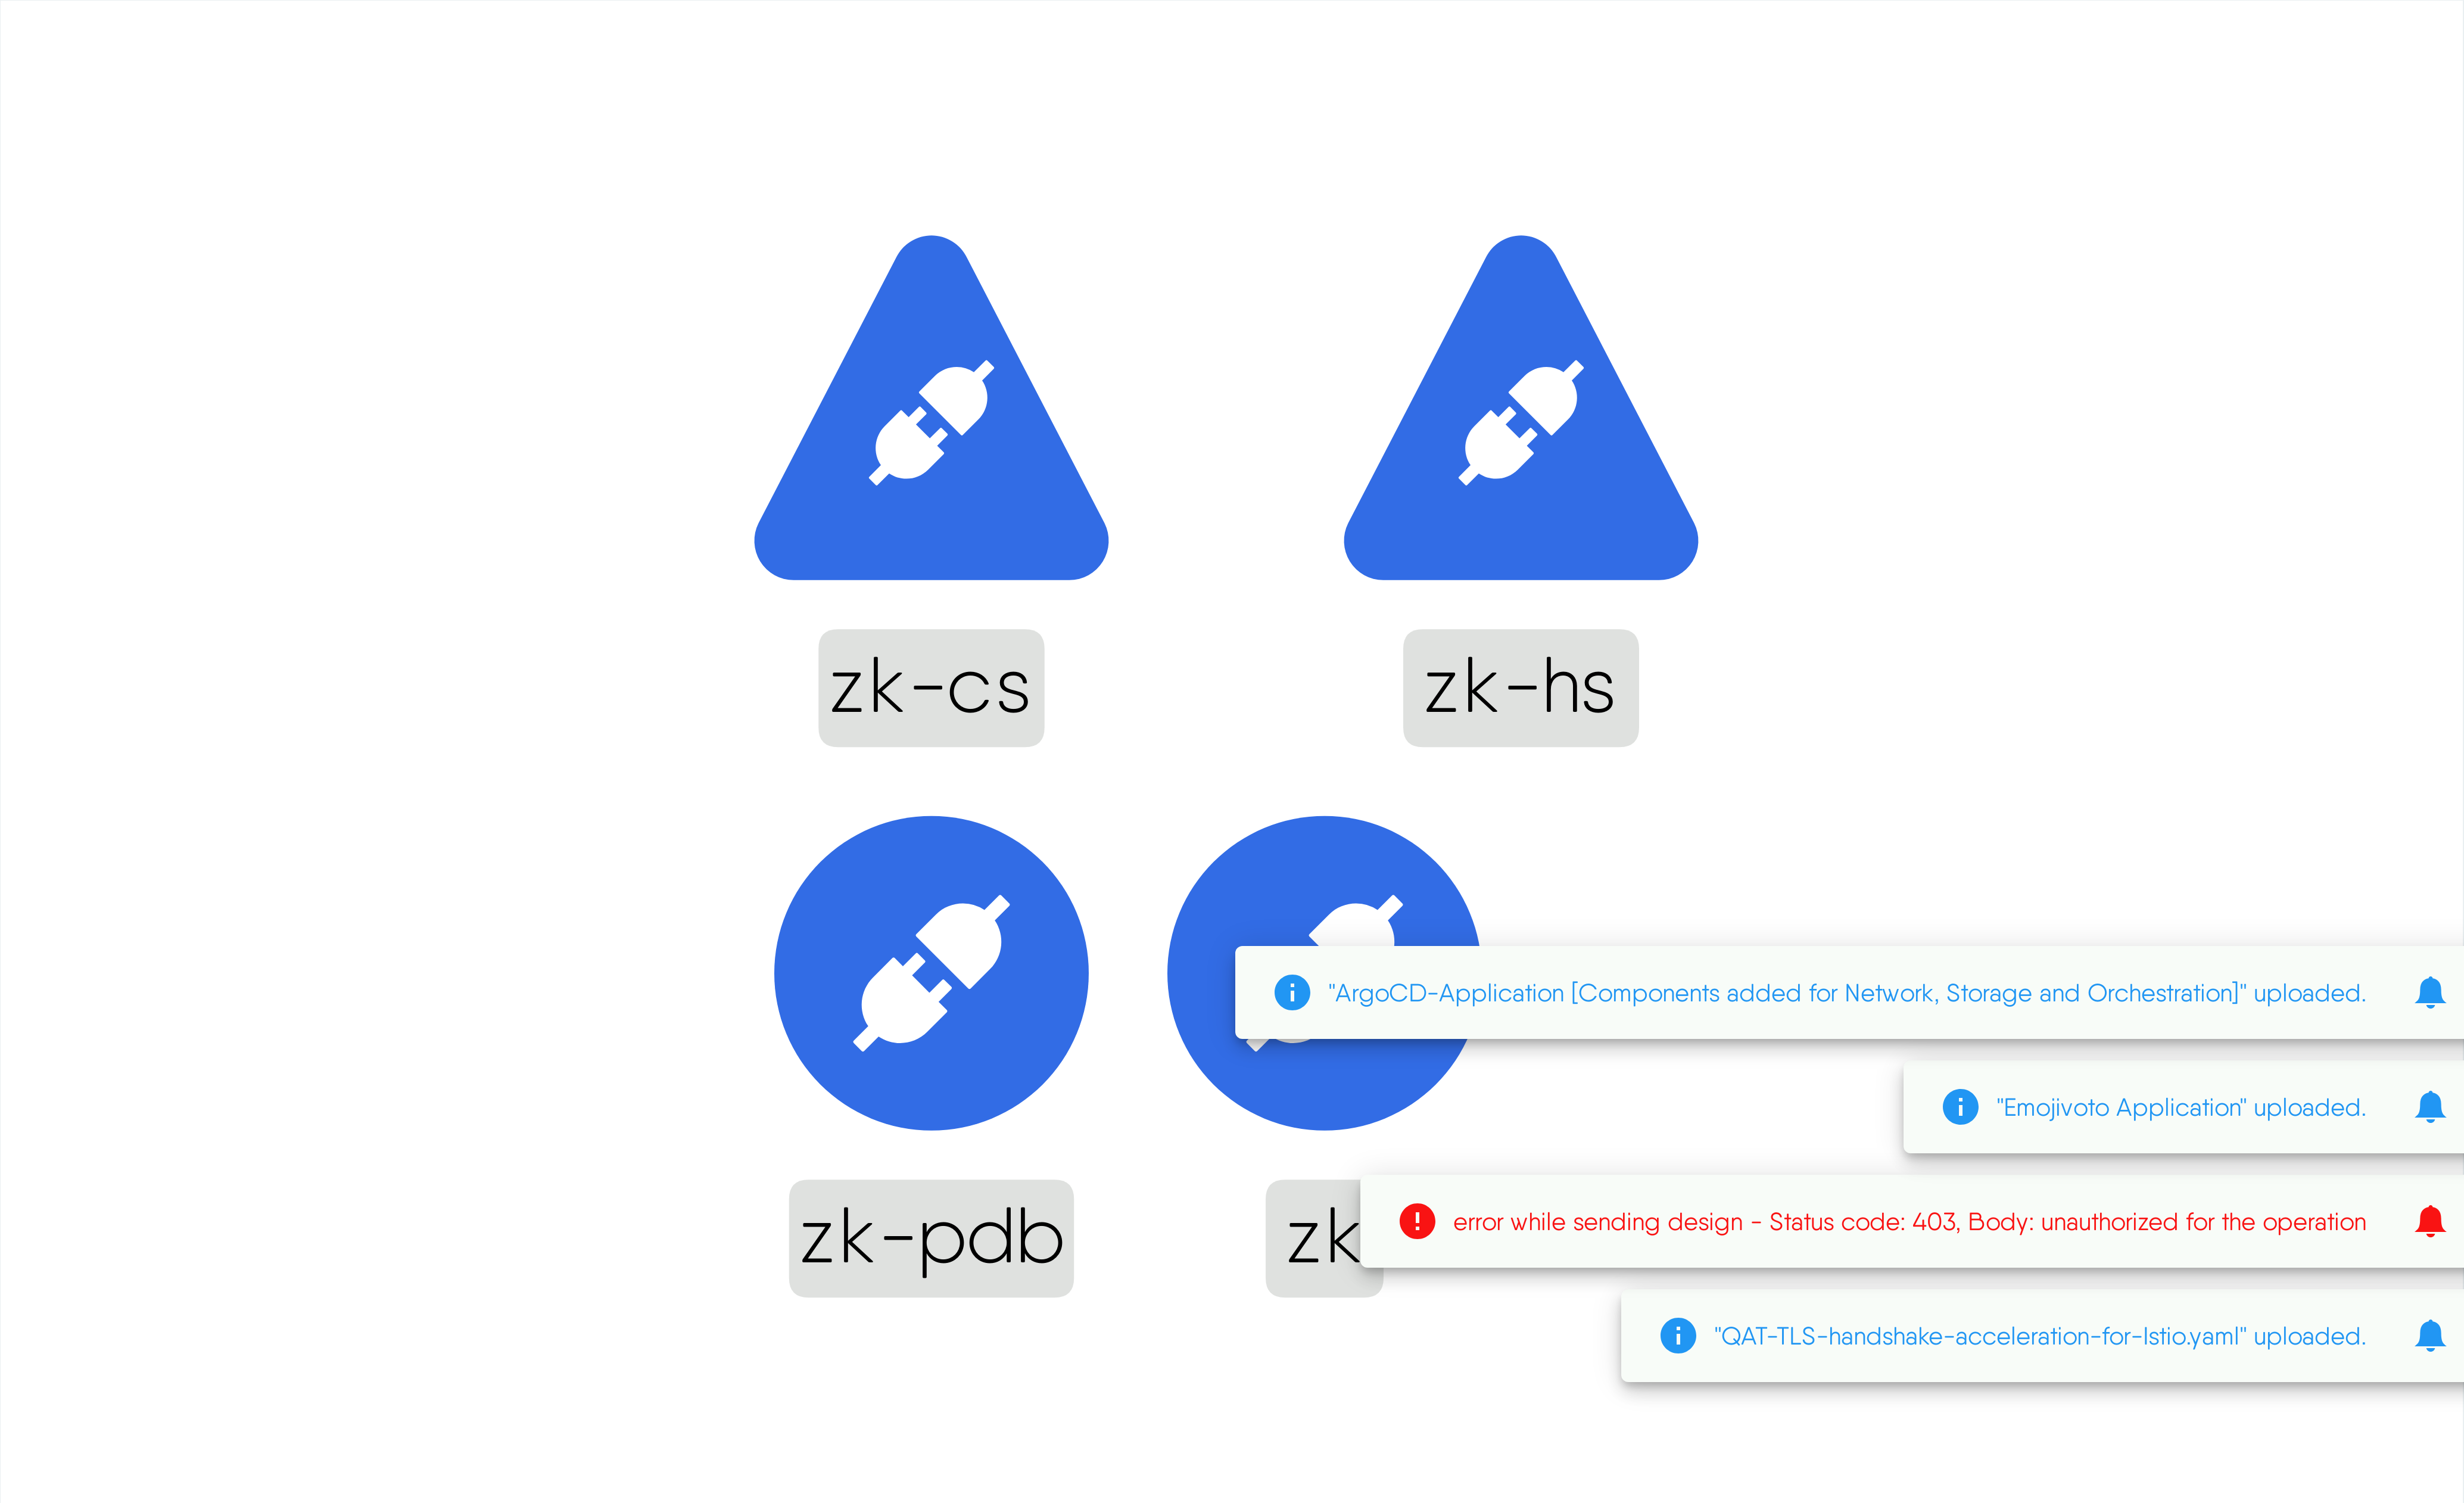 zk-cs
zk-hs
zk-pdb
zk
"ArgoCD-Application [Components added for Network, Storage and Orchestration]" uploaded.
"Emojivoto Application" uploaded.
error while sending design - Status code: 403, Body: unauthorized for the operation
"QAT-TLS-handshake-acceleration-for-Istio.yaml" uploaded.